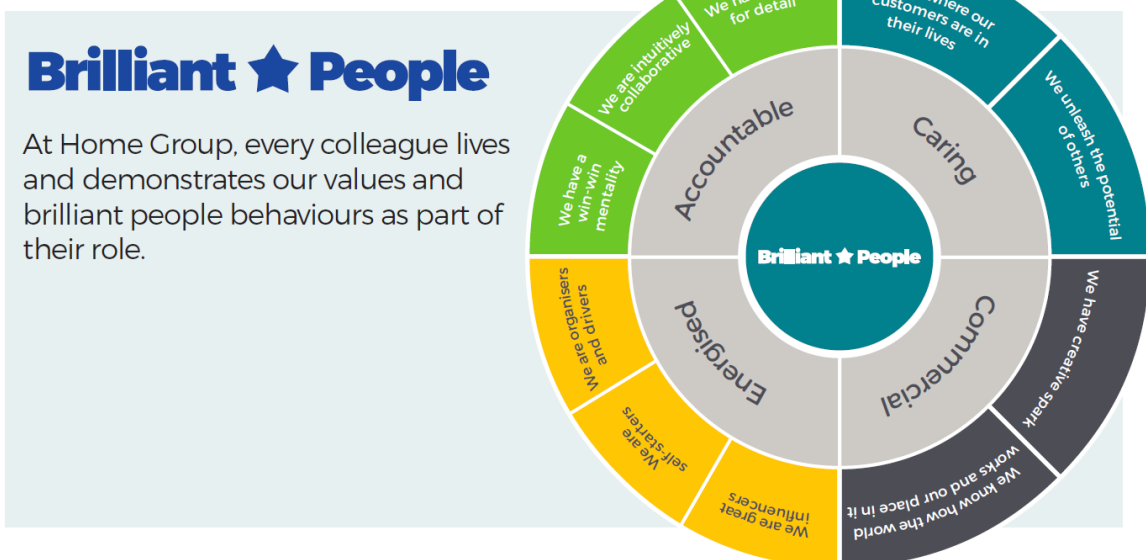 Brilliant People
At Home Group, every colleague lives
and demonstrates our values and
brilliant people behaviours as part of
their role.
We have
for detail
where our
customers are in
their lives
We are intuitively
collaborative
We unleash the potential
of others
We have a
win-win
mentality
Accountable
Caring
Brilliant People
Energised
Commercial
We are organisers
and drivers
We have creative spark
We are
self-starters
We are great
influencers
We know how the world
works and our place in it